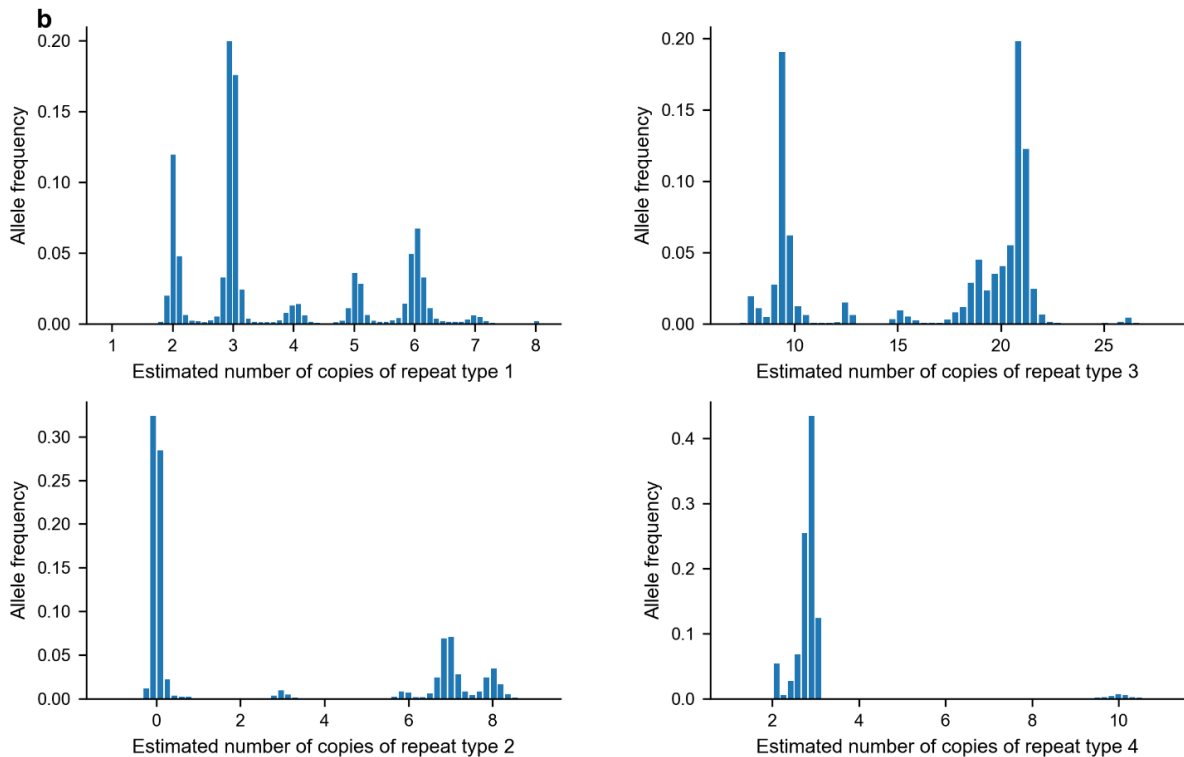 b
Allele frequency
0.20
0.15
0.10
0.05
0.00
1 2 3 4 5 6 7 8
Estimated number of copies of repeat type 1
Allele frequency
0.20
0.15
0.10
0.05
0.00
10 15 20 25
Estimated number of copies of repeat type 3
Allele frequency
0.30
0.25
0.20
0.15
0.10
0.05
0.00
0 2 4 6 8
Estimated number of copies of repeat type 2
Allele frequency
0.4
0.3
0.2
0.1
0.0
2 4 6 8 10
Estimated number of copies of repeat type 4